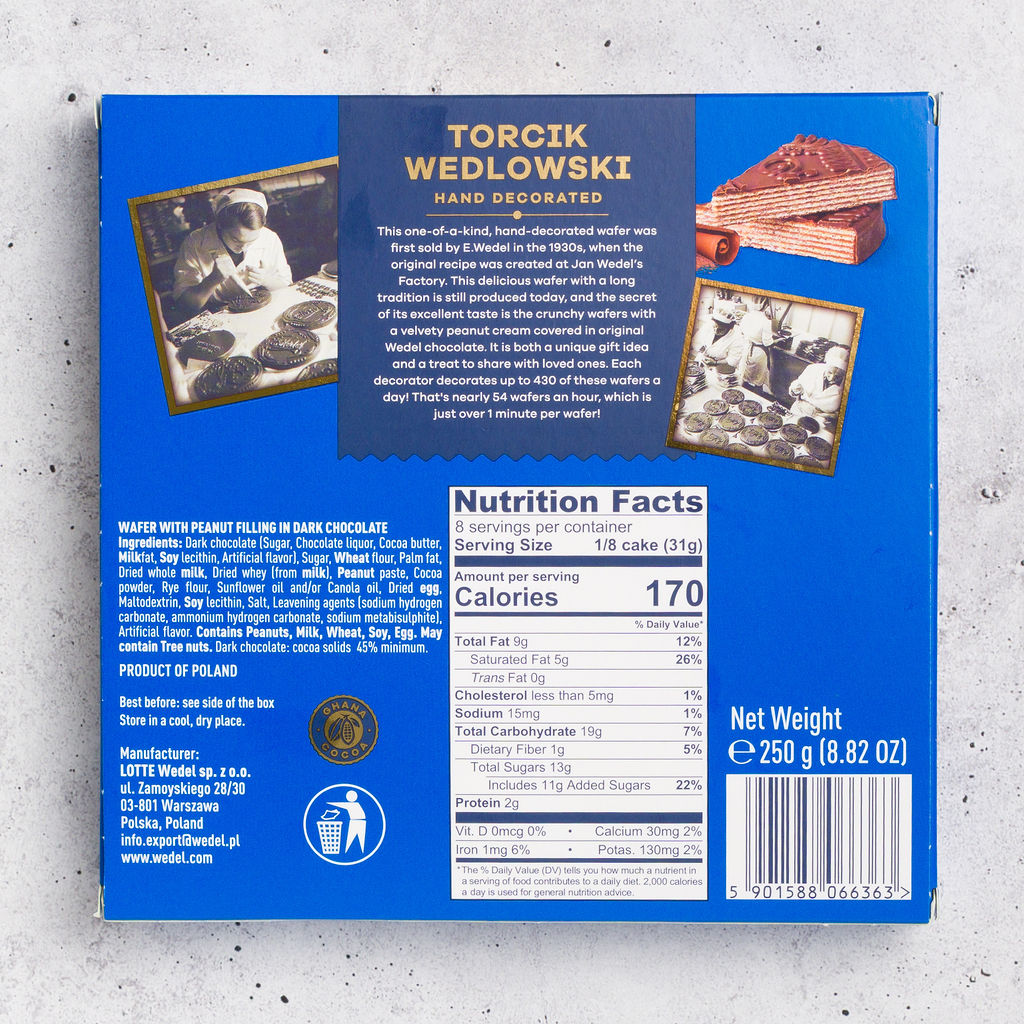 TORCIK
WEDLOWSKI
HAND DECORATED
This one-of-a-kind, hand-decorated wafer was
first sold by E.Wedel in the 1930s, when the
original recipe was created at Jan Wedel's
Factory. This delicious wafer with a long
tradition is still produced today, and the secret
of its excellent taste is the crunchy wafers with
a velvety peanut cream covered in original
Wedel chocolate. It is both a unique gift idea
and a treat to share with loved ones. Each
decorator decorates up to 430 of these wafers a
day! That's nearly 54 wafers an hour, which is
just over 1 minute per wafer!
WAFER WITH PEANUT FILLING IN DARK CHOCOLATE
Ingredients: Dark chocolate (Sugar, Chocolate liquor, Cocoa butter,
Milkfat, Soy lecithin, Artificial flavor), Sugar, Wheat flour, Palm fat,
Dried whole milk, Dried whey (from milk), Peanut paste, Cocoa
powder, Rye flour, Sunflower oil and/or Canola oil, Dried egg,
Maltodextrin, Soy lecithin, Salt, Leavening agents (sodium hydrogen
carbonate, ammonium hydrogen carbonate, sodium metabisulphite),
Artificial flavor. Contains Peanuts, Milk, Wheat, Soy, Egg. May
contain Tree nuts. Dark chocolate: cocoa solids 45% minimum.
PRODUCT OF POLAND
Best before: see side of the box
Store in a cool, dry place.
Manufacturer:
LOTTE Wedel sp. z o.o.
ul. Zamoyskiego 28/30
03-801 Warszawa
Polska, Poland
info.export@wedel.pl
www.wedel.com
GHANA
COCOA
Nutrition Facts
8 servings per container
Serving Size 1/8 cake (31g)
Amount per serving
Calories 170
% Daily Value*
Total Fat 9g 12%
Saturated Fat 5g 26%
Trans Fat 0g
Cholesterol less than 5mg 1%
Sodium 15mg 1%
Total Carbohydrate 19g 7%
Dietary Fiber 1g 5%
Total Sugars 13g
Includes 11g Added Sugars 22%
Protein 2g
Vit. D 0mcg 0% • Calcium 30mg 2%
Iron 1mg 6% • Potas. 130mg 2%
*The % Daily Value (DV) tells you how much a nutrient in
a serving of food contributes to a daily diet. 2,000 calories
a day is used for general nutrition advice.
Net Weight
℮ 250 g (8.82 OZ)
5 901588 066363 >